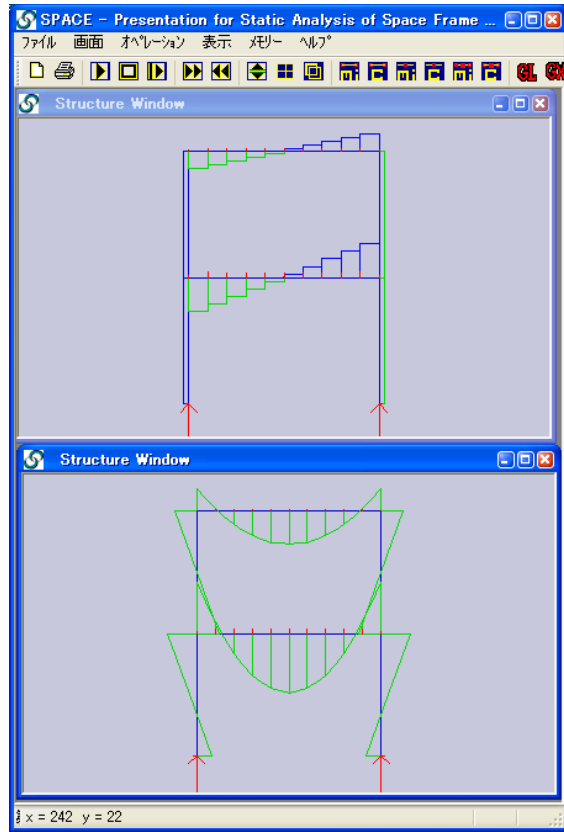 SPACE - Presentation for Static Analysis of Space Frame ...
ファイル 画面 オペレーション 表示 メモリー ヘルプ
GL
Structure Window
Structure Window
x = 242 y = 22